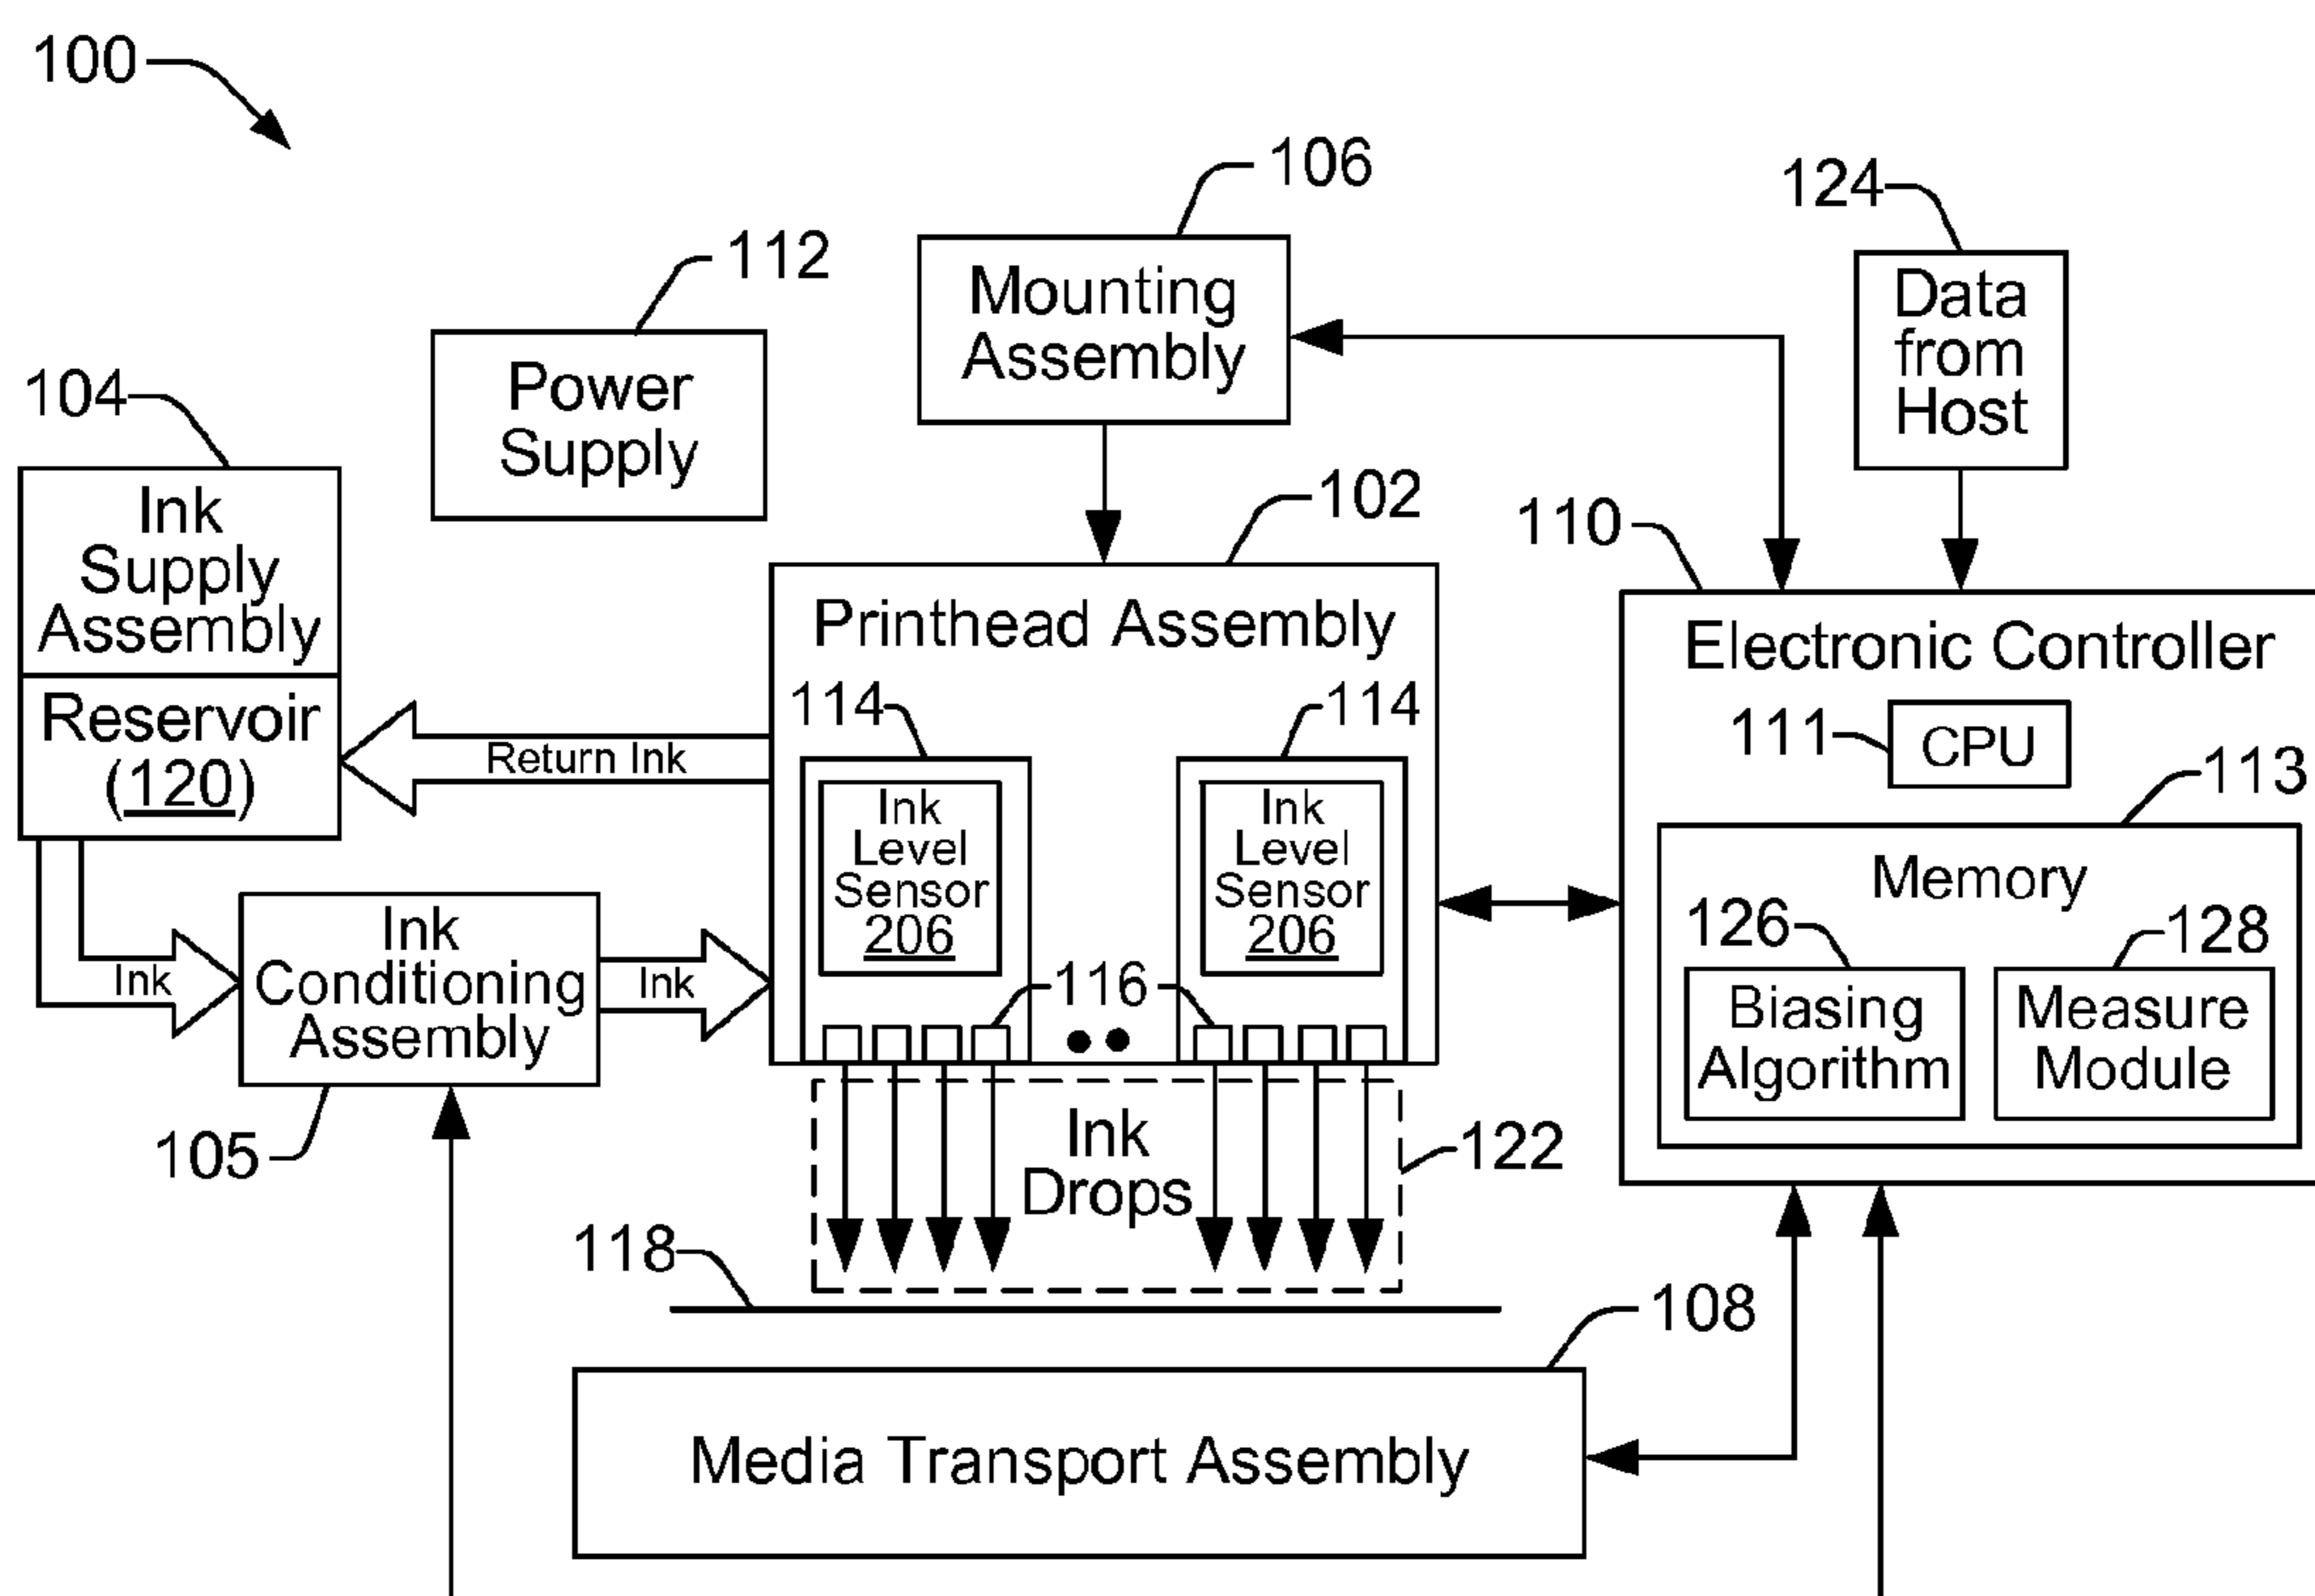 100
106
124
112
Mounting
Assembly
Data
from
Host
Power
Supply
104
102
110
Ink
Supply
Assembly
Reservoir
(120)
Printhead Assembly
Electronic Controller
114
114
111
CPU
113
Return Ink
Ink
Level
Sensor
206
Ink
Level
Sensor
206
Memory
126
128
Biasing
Algorithm
Measure
Module
Ink
Ink
Conditioning
Assembly
Ink
116
105
Ink
Drops
122
118
108
Media Transport Assembly